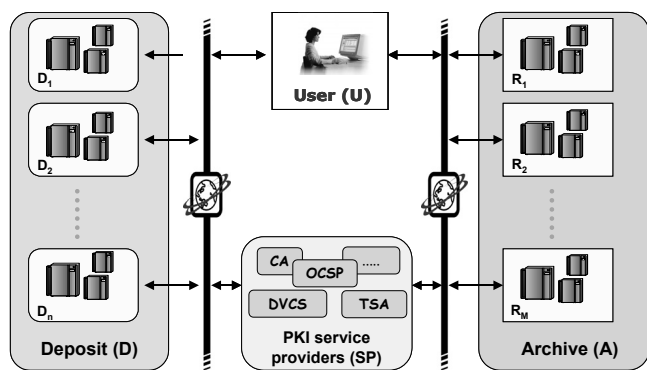 D1
User (U)
R1
D2
R2
CA
OCSP
.....
DVCS
TSA
Dn
RM
PKI service
providers (SP)
Deposit (D)
Archive (A)